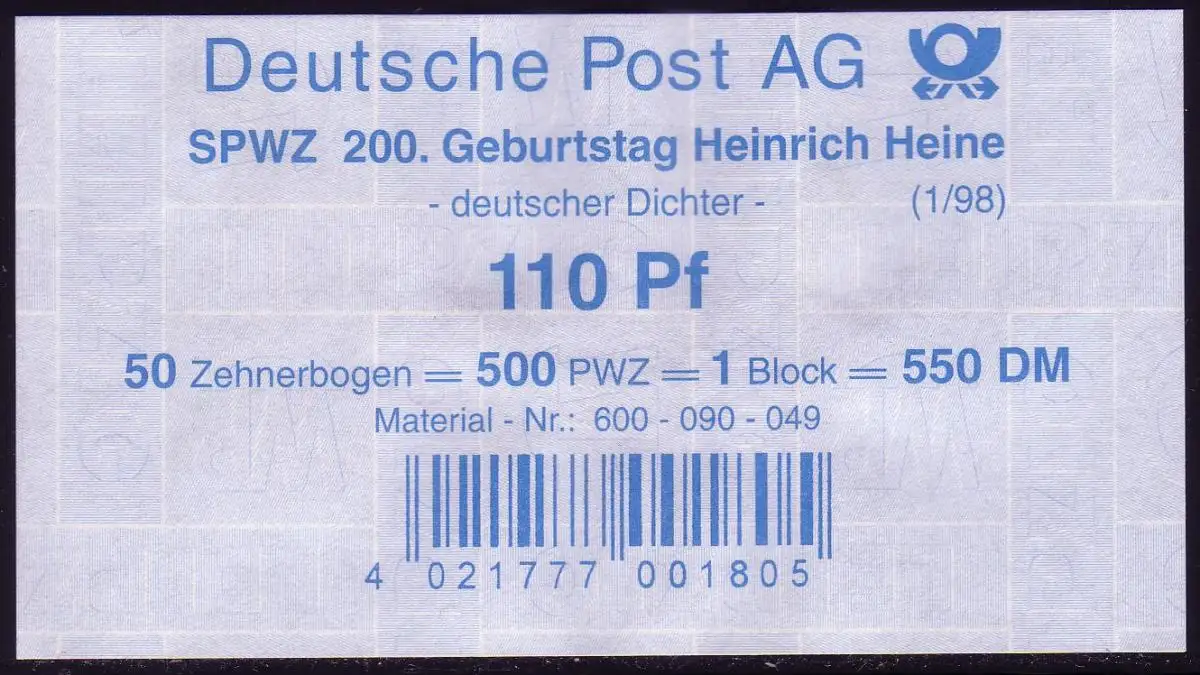 Deutsche Post AG
SPWZ 200. Geburtstag Heinrich Heine
- deutscher Dichter - (1/98)
110 Pf
50 Zehnerbogen = 500 PWZ = 1 Block = 550 DM
Material - Nr.: 600 - 090 - 049
4 021777 001805